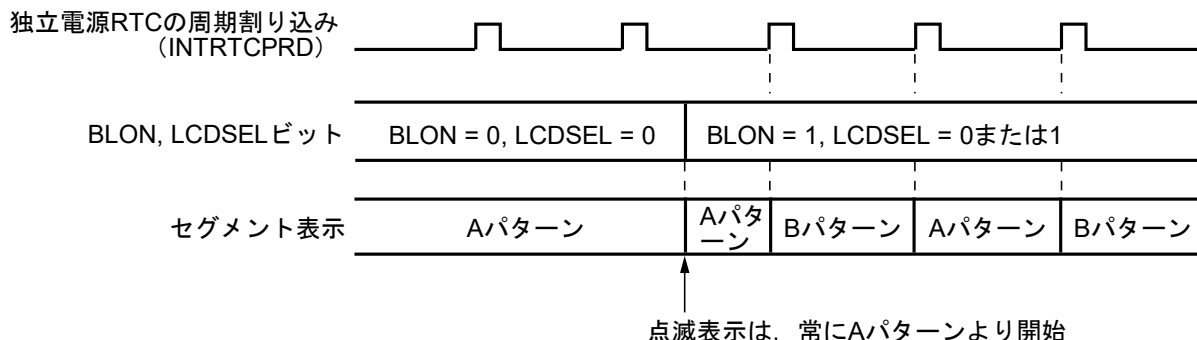 独立電源RTCの周期割り込み
（INTRTCPRD）
BLON, LCDSELビット
BLON = 0, LCDSEL = 0
BLON = 1, LCDSEL = 0または1
セグメント表示
Aパターン
Aパタ
ーン
Bパターン
Aパターン
Bパターン
点滅表示は，常にAパターンより開始